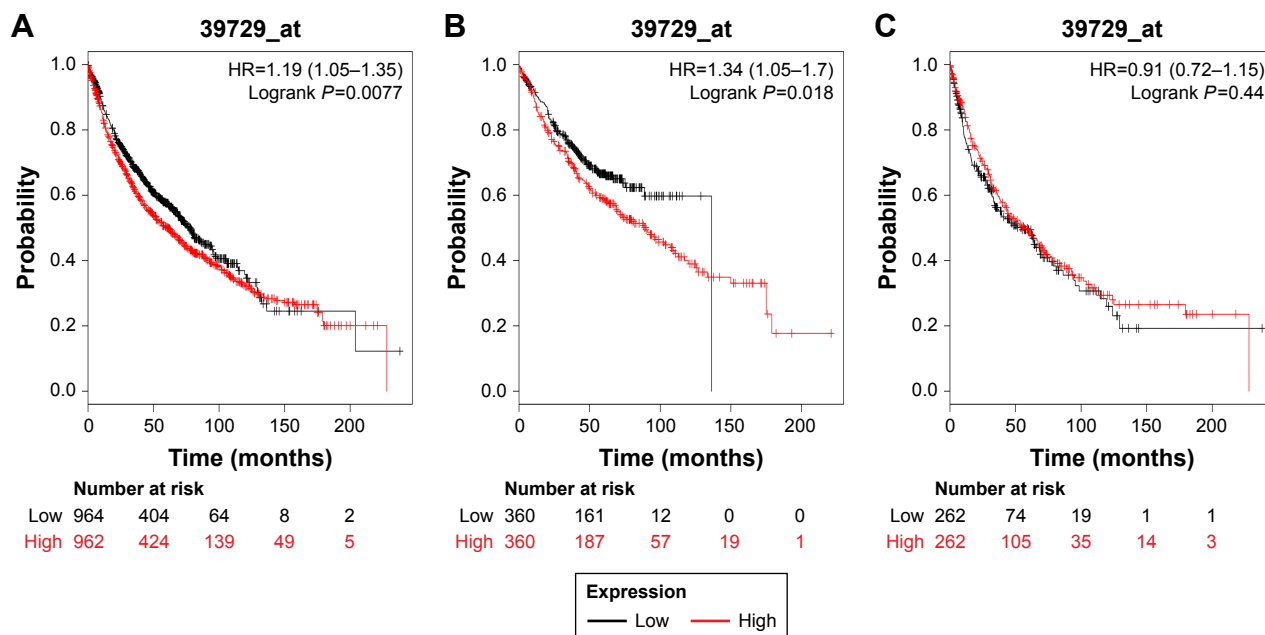 A
39729_at
HR=1.19 (1.05–1.35)
Logrank P=0.0077
Probability
1.0
0.8
0.6
0.4
0.2
0.0
0 50 100 150 200
Time (months)
Number at risk
Low 964 404 64 8 2
High 962 424 139 49 5
B
39729_at
HR=1.34 (1.05–1.7)
Logrank P=0.018
Probability
1.0
0.8
0.6
0.4
0.2
0.0
0 50 100 150 200
Time (months)
Number at risk
Low 360 161 12 0 0
High 360 187 57 19 1
C
39729_at
HR=0.91 (0.72–1.15)
Logrank P=0.44
Probability
1.0
0.8
0.6
0.4
0.2
0.0
0 50 100 150 200
Time (months)
Number at risk
Low 262 74 19 1 1
High 262 105 35 14 3
Expression
Low High